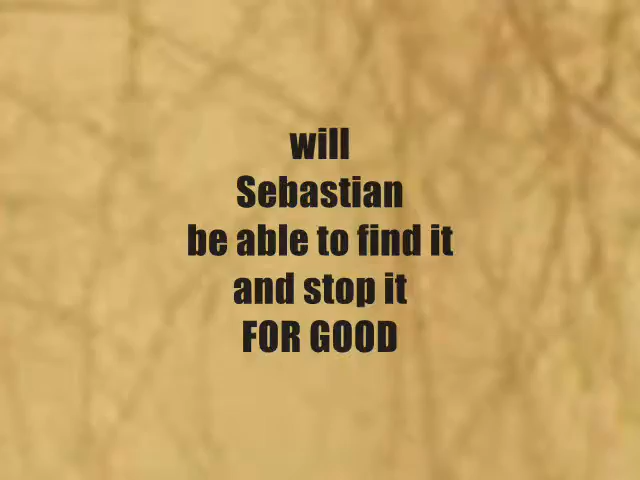 will
Sebastian
be able to find it
and stop it
FOR GOOD